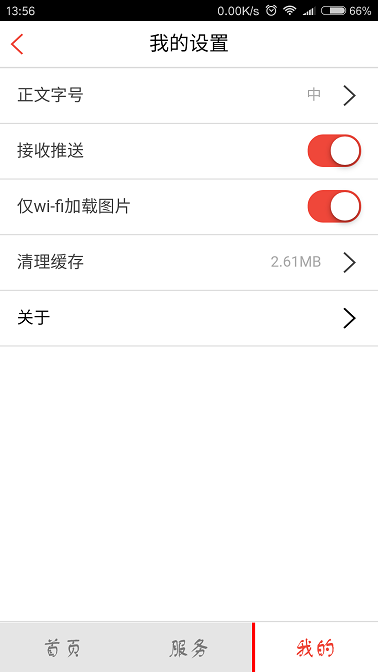 13:56 0.00K/s 66%
我的设置
正文字号 中
接收推送
仅wi-fi加载图片
清理缓存 2.61MB
关于
首页 服务 我的